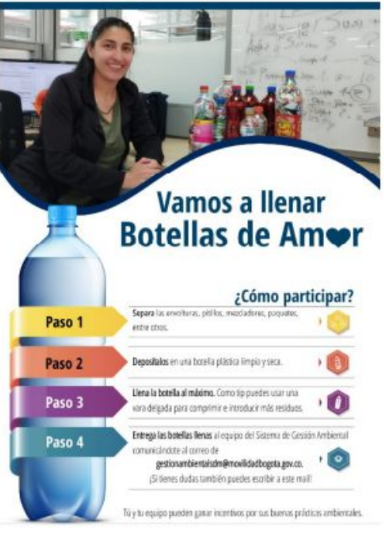 Vamos a llenar
Botellas de Am r
¿Cómo participar?
Paso 1
Separa las envolturas, pitillos, mezcladores, paquetes,
entre otros.
Paso 2
Deposítalos en una botella plástica limpia y seca.
Paso 3
Llena la botella al máximo. Como tip puedes usar una
vara delgada para comprimir e introducir más residuos.
Paso 4
Entrega las botellas llenas al equipo del Sistema de Gestión Ambiental
comunicándote al correo de
gestionambientalsdm@movilidadbogota.gov.co.
¡Si tienes dudas también puedes escribir a este mail!
Tú y tu equipo pueden ganar incentivos por sus buenas prácticas ambientales.